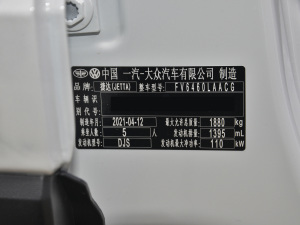 中国 一汽-大众汽车有限公司 制造
品牌 捷达(JETTA) 整车型号 FV6460LAACG
车辆识别代号
制造年月 2021-04-12 最大允许总质量 1880 kg
乘坐人数 5 人 发动机排量 1395 mL
发动机型号 DJS 发动机最大净功率 110 kW